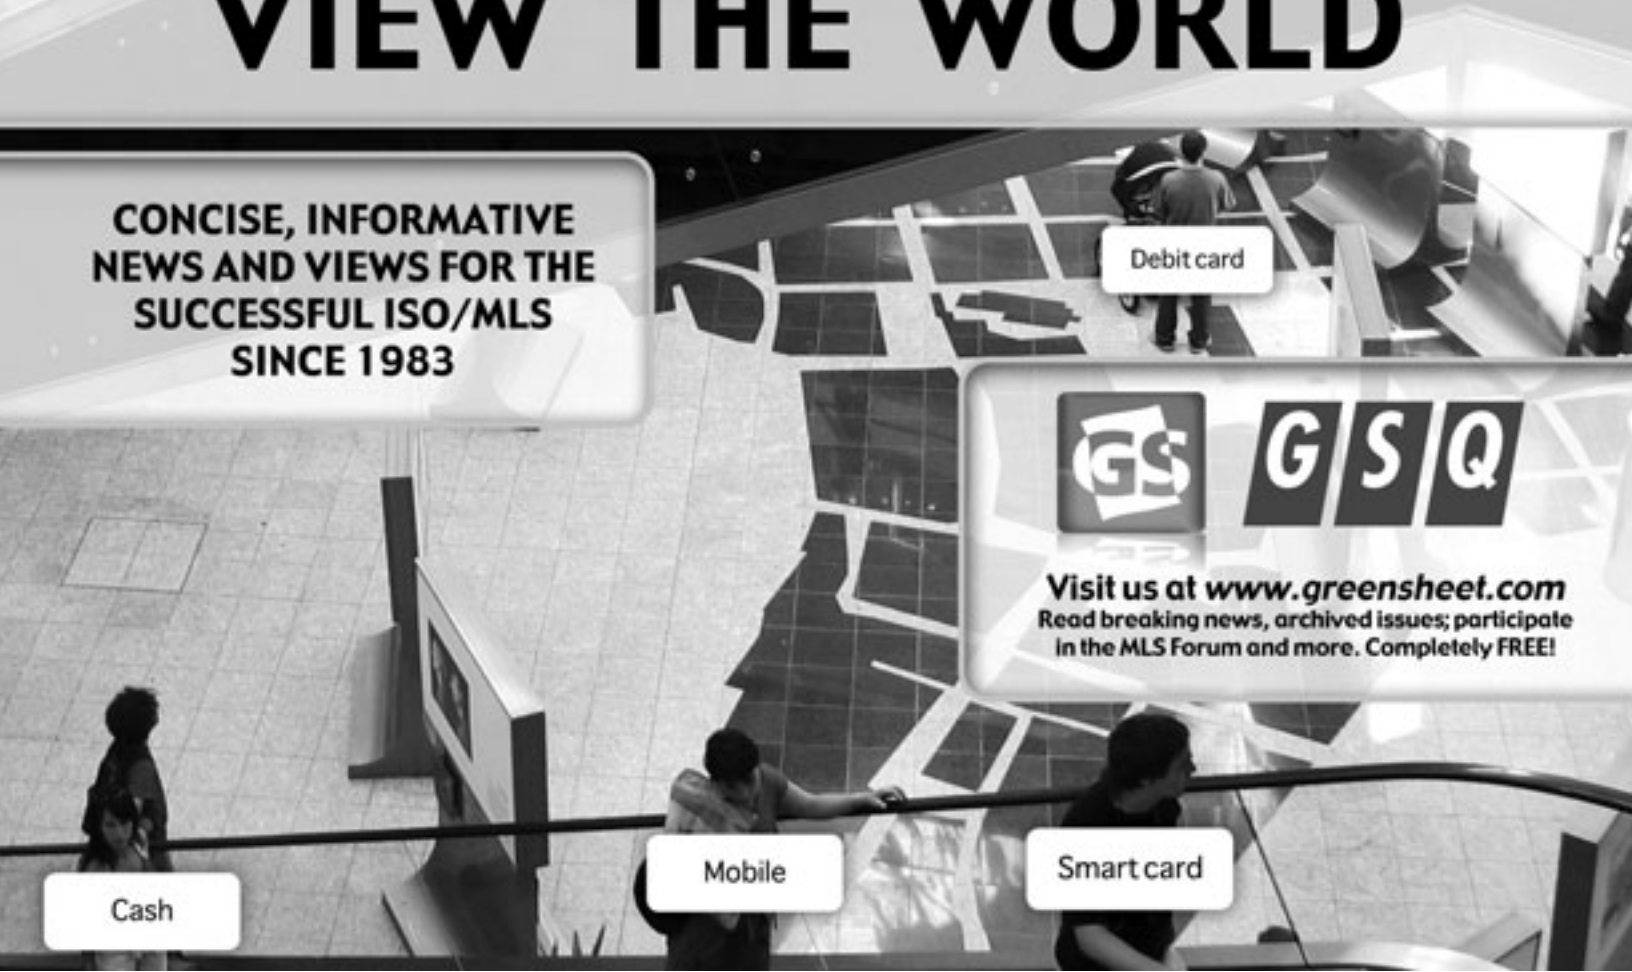 VIEW THE WORLD
CONCISE, INFORMATIVE
NEWS AND VIEWS FOR THE
SUCCESSFUL ISO/MLS
SINCE 1983
Debit card
GS GSQ
Visit us at www.greensheet.com
Read breaking news, archived issues; participate
in the MLS Forum and more. Completely FREE!
Mobile
Smart card
Cash